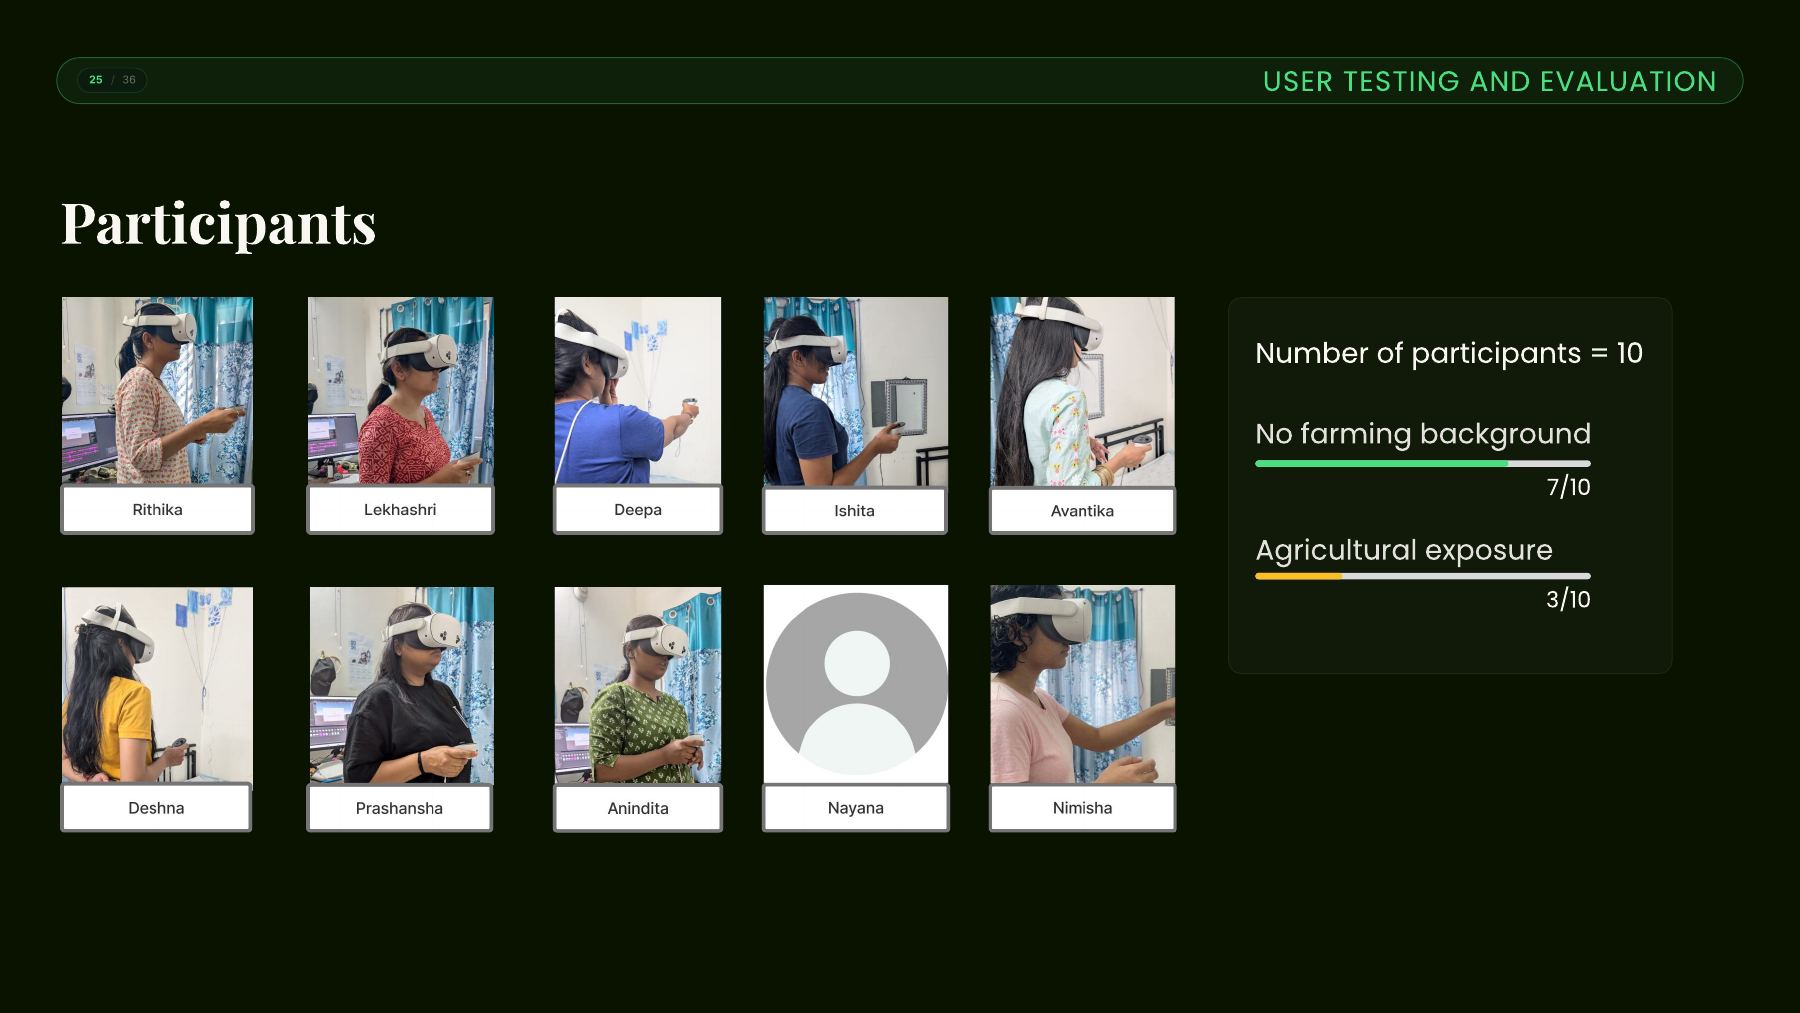 25 / 36
USER TESTING AND EVALUATION
Participants
Rithika
Lekhashri
Deepa
Ishita
Avantika
Deshna
Prashansha
Anindita
Nayana
Nimisha
Number of participants = 10
No farming background
7/10
Agricultural exposure
3/10